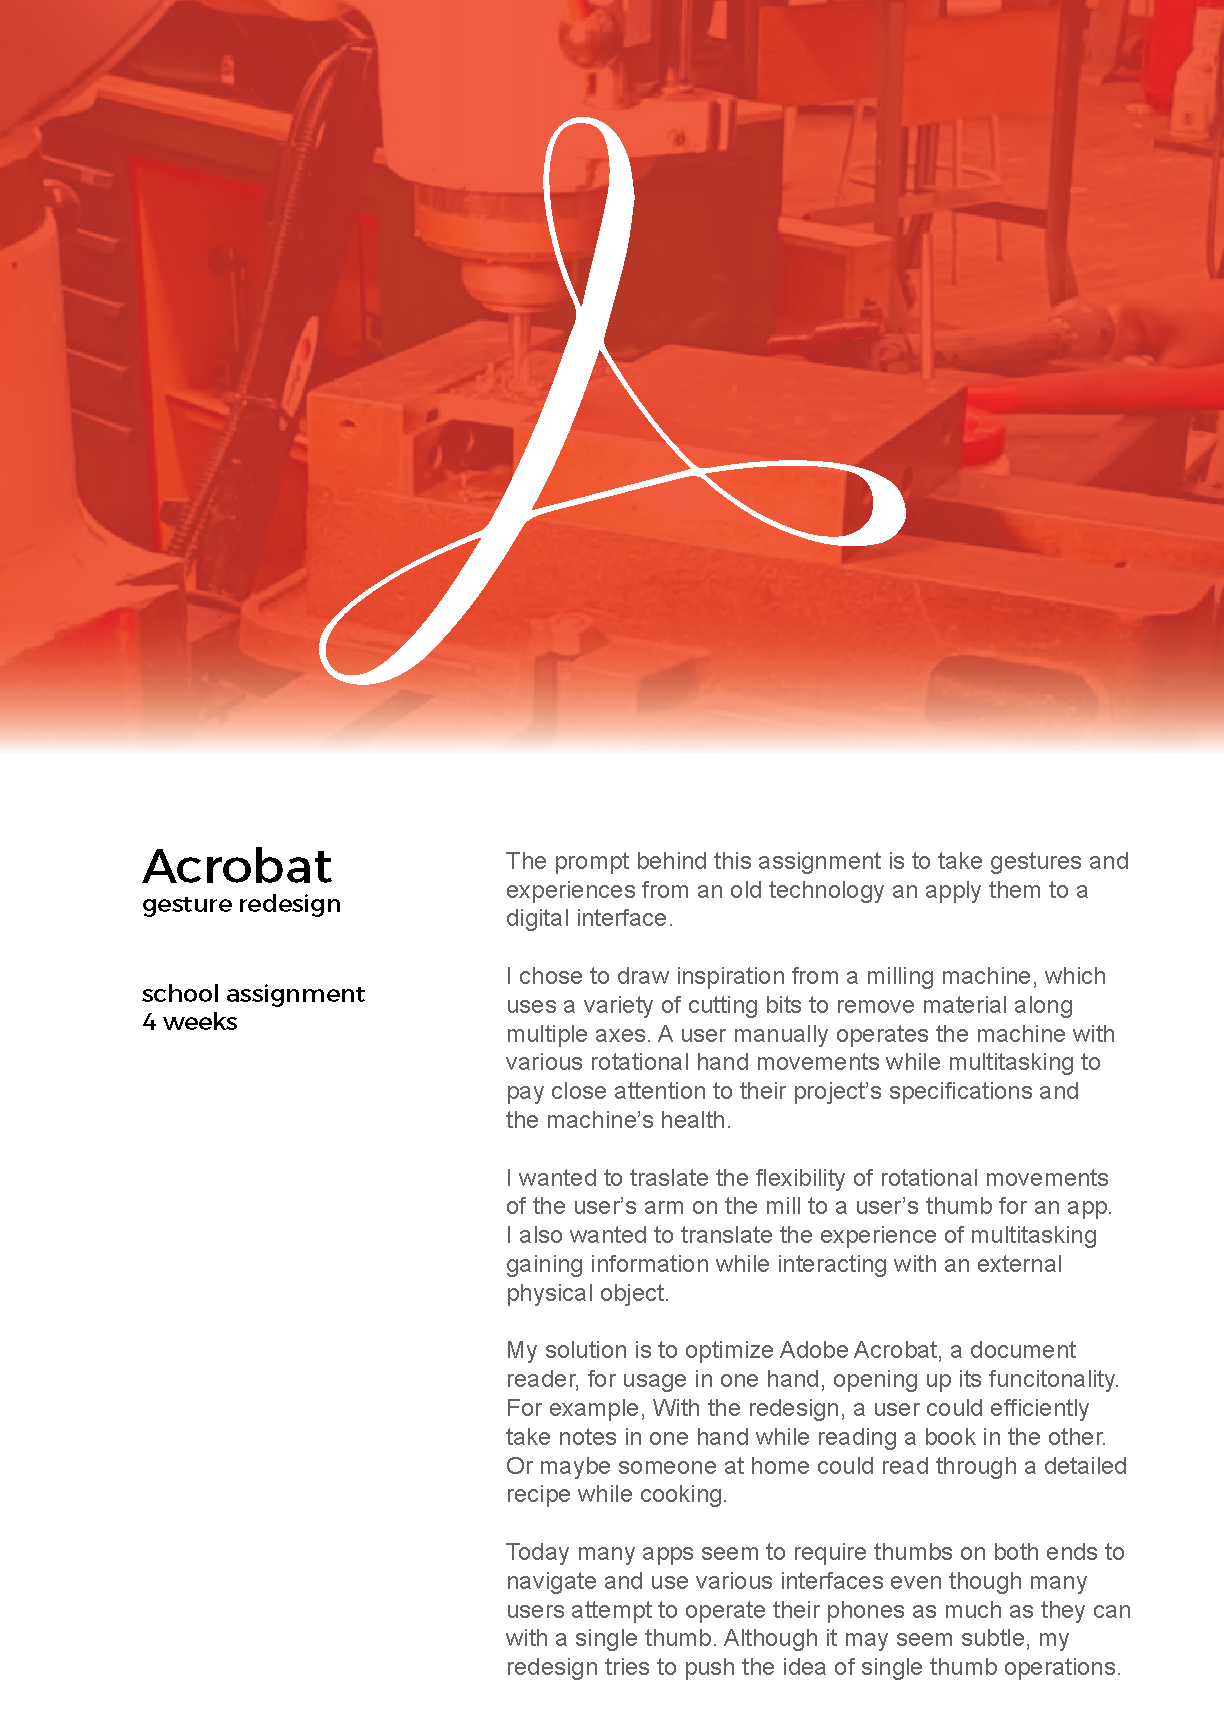 Acrobat
gesture redesign
school assignment
4 weeks
The prompt behind this assignment is to take gestures and
experiences from an old technology an apply them to a
digital interface.
I chose to draw inspiration from a milling machine, which
uses a variety of cutting bits to remove material along
multiple axes. A user manually operates the machine with
various rotational hand movements while multitasking to
pay close attention to their project’s specifications and
the machine’s health.
I wanted to traslate the flexibility of rotational movements
of the user’s arm on the mill to a user’s thumb for an app.
I also wanted to translate the experience of multitasking
gaining information while interacting with an external
physical object.
My solution is to optimize Adobe Acrobat, a document
reader, for usage in one hand, opening up its funcitonality.
For example, With the redesign, a user could efficiently
take notes in one hand while reading a book in the other.
Or maybe someone at home could read through a detailed
recipe while cooking.
Today many apps seem to require thumbs on both ends to
navigate and use various interfaces even though many
users attempt to operate their phones as much as they can
with a single thumb. Although it may seem subtle, my
redesign tries to push the idea of single thumb operations.